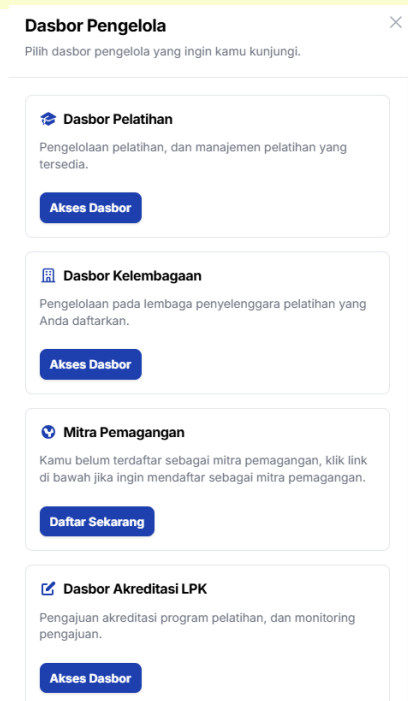 Dasbor Pengelola
Pilih dasbor pengelola yang ingin kamu kunjungi.
Dasbor Pelatihan
Pengelolaan pelatihan, dan manajemen pelatihan yang
tersedia.
Akses Dasbor
Dasbor Kelembagaan
Pengelolaan pada lembaga penyelenggara pelatihan yang
Anda daftarkan.
Akses Dasbor
Mitra Pemagangan
Kamu belum terdaftar sebagai mitra pemagangan, klik link
di bawah jika ingin mendaftar sebagai mitra pemagangan.
Daftar Sekarang
Dasbor Akreditasi LPK
Pengajuan akreditasi program pelatihan, dan monitoring
pengajuan.
Akses Dasbor